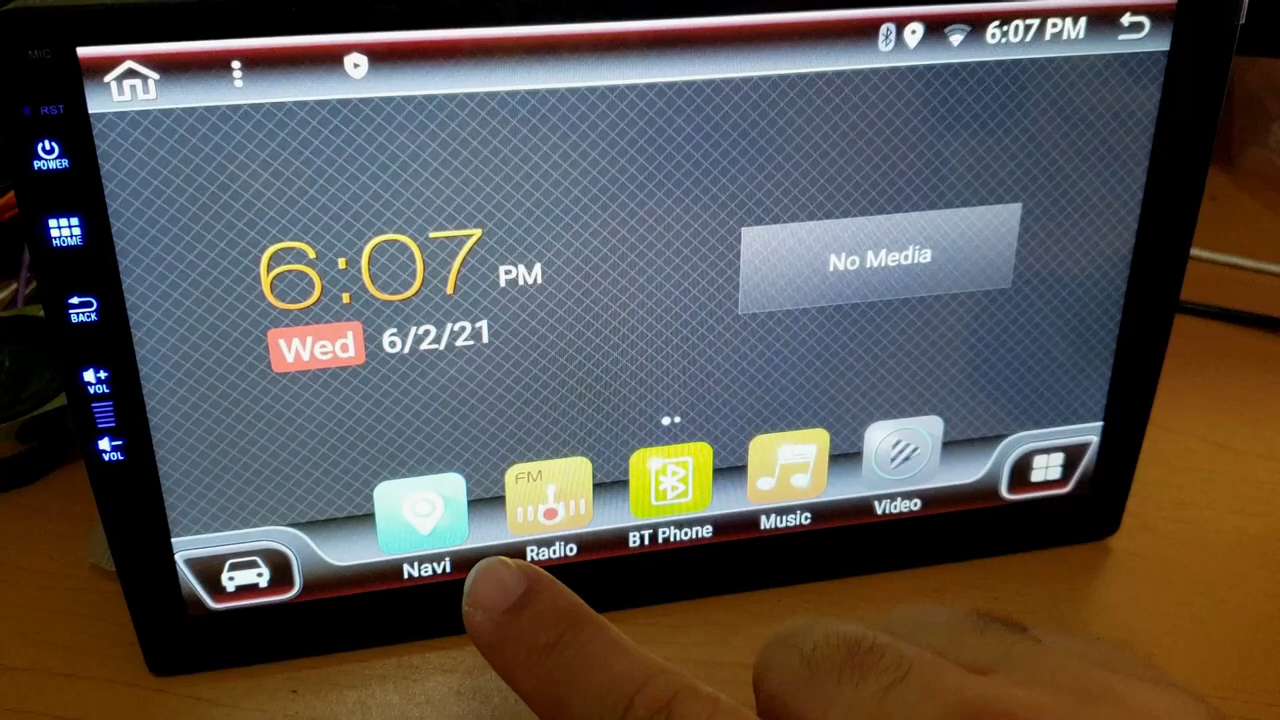 MIC
RST
POWER
HOME
BACK
VOL
VOL
6:07 PM
6:07 PM
Wed 6/2/21
No Media
Navi
FM
Radio
BT Phone
Music
Video